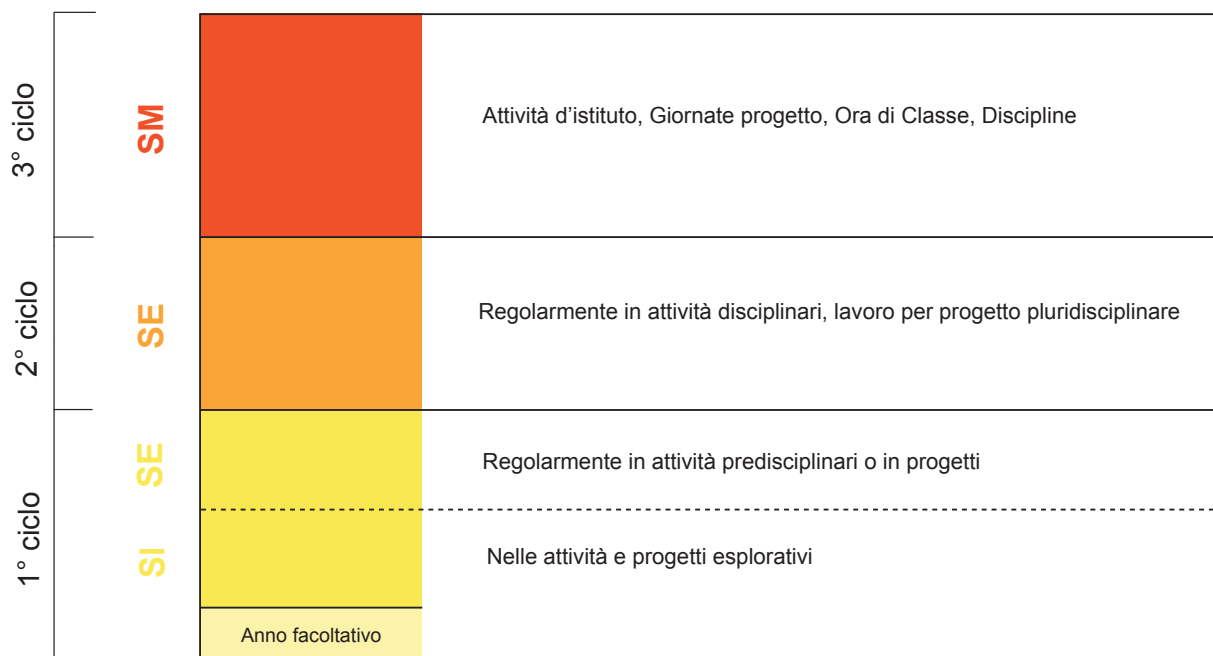 3° ciclo
SM
Attività d’istituto, Giornate progetto, Ora di Classe, Discipline
2° ciclo
SE
Regolarmente in attività disciplinari, lavoro per progetto pluridisciplinare
1° ciclo
SE
Regolarmente in attività predisciplinari o in progetti
SI
Nelle attività e progetti esplorativi
Anno facoltativo